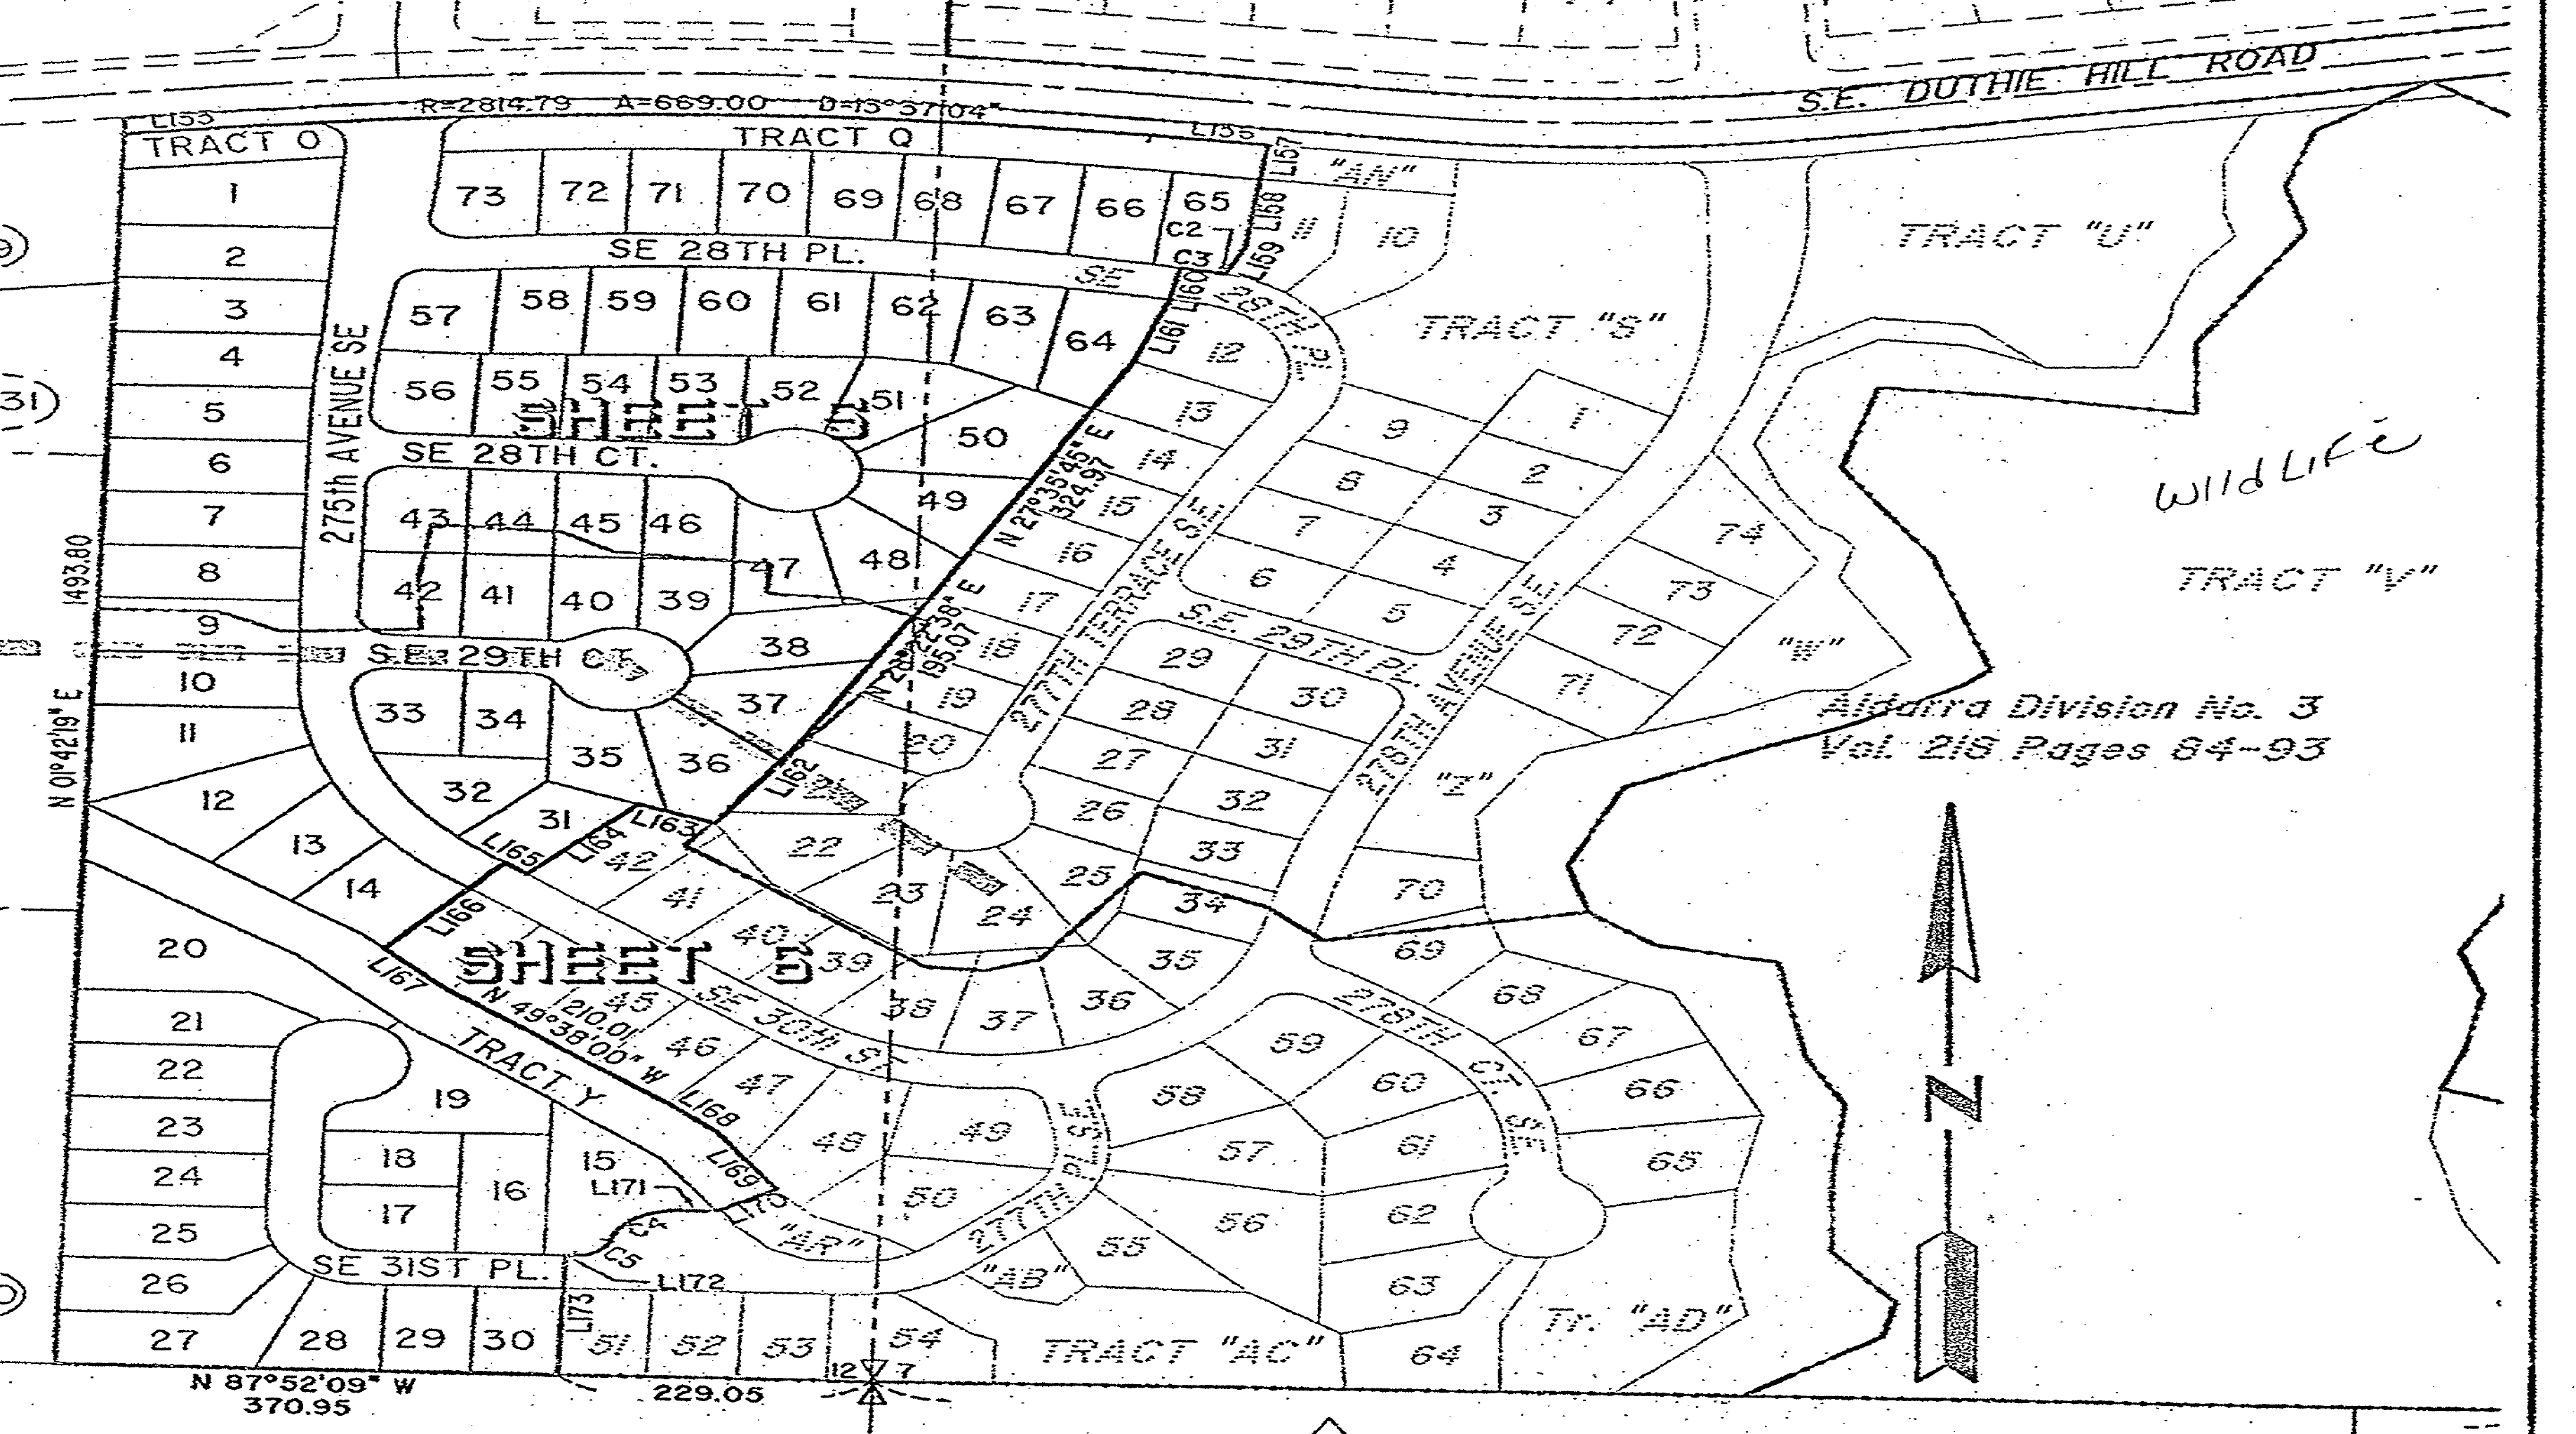 S.E. DUTHIE HILL ROAD
L153
R=2814.79 A=669.00 D=13°37'04"
L155
TRACT O
TRACT Q
L157
"AN"
1
73
72
71
70
69
68
67
66
65
L158
11
10
C2
TRACT "U"
2
SE 28TH PL.
C3
L159
SE 28TH PL
L160
3
57
58
59
60
61
62
63
64
L161
12
TRACT "S"
275th AVENUE SE
4
56
55
54
53
52
51
13
9
1
5
SHEET 5
50
14
8
2
WildLife
6
SE 28TH CT.
N 27°35'45" E
324.97
7
43
44
45
46
49
15
7
3
74
1493.80
8
42
41
40
39
47
48
16
6
4
73
TRACT "V"
9
38
N 28°22'38" E
195.07
17
5
72
"W"
SE 29TH CT.
277TH TERRACE SE
S.E. 29TH PL.
276TH AVENUE SE
10
33
34
37
18
29
30
71
N 01°42'19" E
11
35
36
19
28
31
Aldarra Division No. 3
Vol. 218 Pages 84-93
12
32
L162
20
27
32
"Z"
31
L163
21
26
13
L165
L164
42
22
33
14
41
23
25
70
L166
40
24
34
20
SHEET 5
39
35
69
L167
N 49°38'00" W
210.01
45
SE 30th ST
38
37
36
278TH CT. SE
68
21
46
59
67
22
TRACT Y
47
60
66
N
19
L168
58
23
48
49
57
61
65
18
15
L169
277TH PL SE
24
16
L171
50
62
17
C4
L170
"AR"
56
25
C5
55
SE 31ST PL.
L172
"AB"
63
26
L173
Tr. "AD"
27
28
29
30
51
52
53
54
TRACT "AC"
64
12
7
N 87°52'09" W
370.95
229.05
31